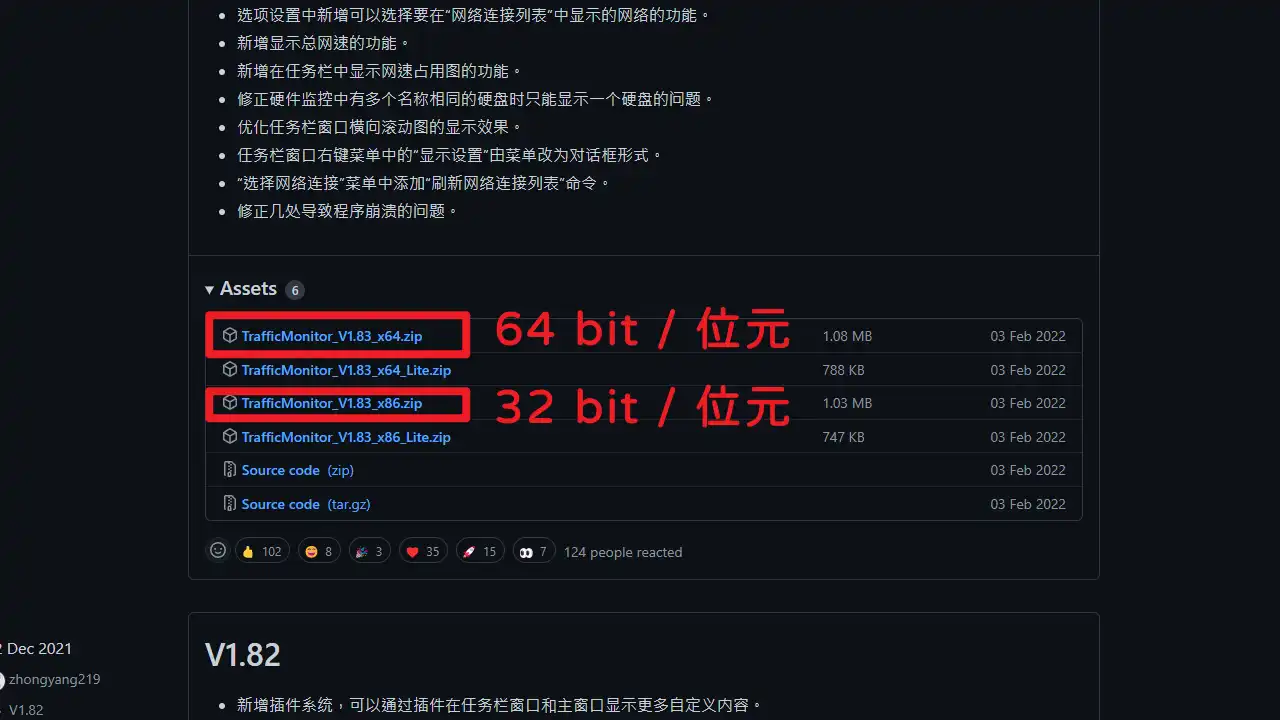 选项设置中新增可以选择要在“网络连接列表”中显示的网络的功能。
新增显示总网速的功能。
新增在任务栏中显示网速占用图的功能。
修正硬件监控中有多个名称相同的硬盘时只能显示一个硬盘的问题。
优化任务栏窗口横向滚动图的显示效果。
任务栏窗口右键菜单中的“显示设置”由菜单改为对话框形式。
“选择网络连接”菜单中添加“刷新网络连接列表”命令。
修正几处导致程序崩溃的问题。
Assets 6
TrafficMonitor_V1.83_x64.zip 64 bit / 位元 1.08 MB 03 Feb 2022
TrafficMonitor_V1.83_x64_Lite.zip 788 KB 03 Feb 2022
TrafficMonitor_V1.83_x86.zip 32 bit / 位元 1.03 MB 03 Feb 2022
TrafficMonitor_V1.83_x86_Lite.zip 747 KB 03 Feb 2022
Source code (zip) 03 Feb 2022
Source code (tar.gz) 03 Feb 2022
102 8 3 35 15 7 124 people reacted
2 Dec 2021
zhongyang219
V1.82
V1.82
新增插件系统，可以通过插件在任务栏窗口和主窗口显示更多自定义内容。